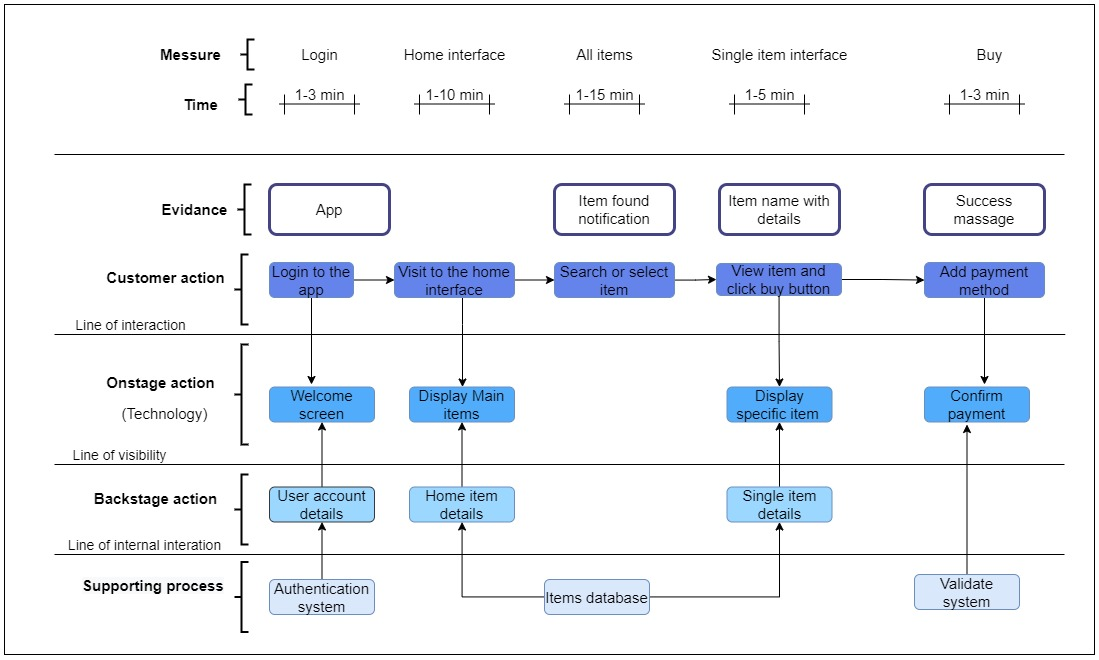 Messure
Login
Home interface
All items
Single item interface
Buy
Time
1-3 min
1-10 min
1-15 min
1-5 min
1-3 min
Evidance
App
Item found
notification
Item name with
details
Success
massage
Customer action
Login to the
app
Visit to the home
interface
Search or select
item
View item and
click buy button
Add payment
method
Line of interaction
Onstage action
(Technology)
Welcome
screen
Display Main
items
Display
specific item
Confirm
payment
Line of visibility
Backstage action
User account
details
Home item
details
Single item
details
Line of internal interation
Supporting process
Authentication
system
Items database
Validate
system